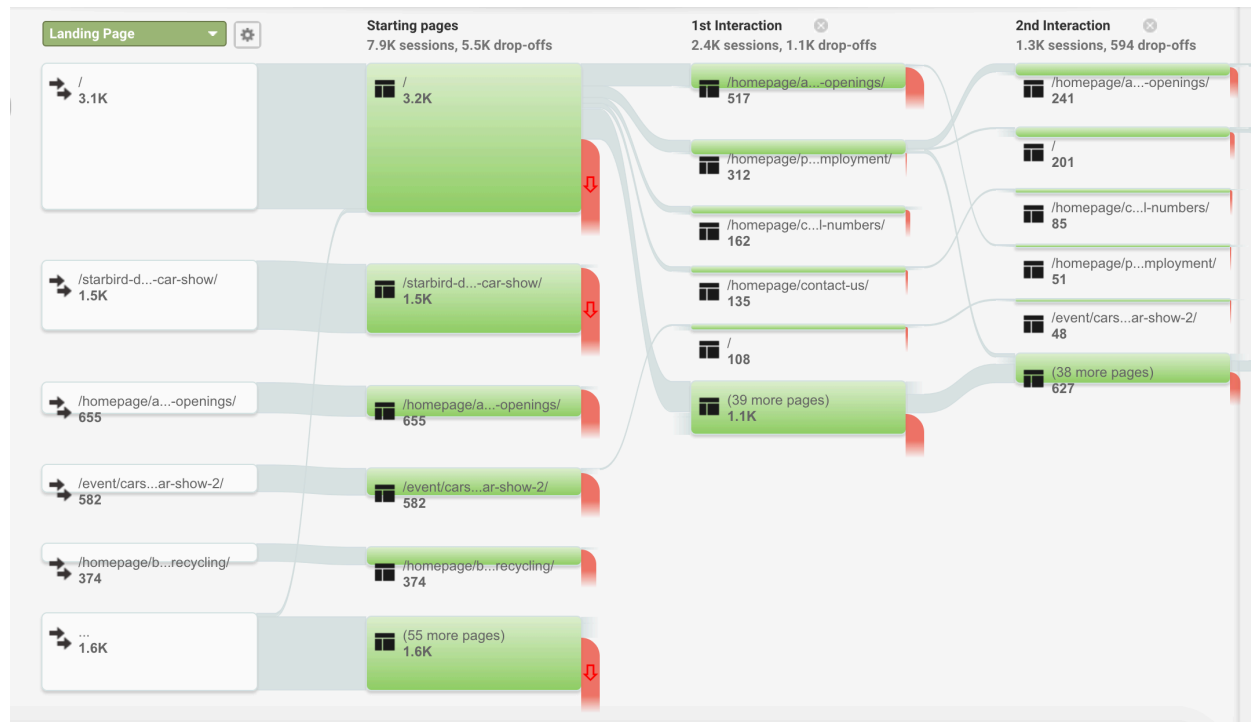 Landing Page
/
3.1K
/starbird-d...-car-show/
1.5K
/homepage/a...-openings/
655
/event/cars...ar-show-2/
582
/homepage/b...recycling/
374
...
1.6K
Starting pages
7.9K sessions, 5.5K drop-offs
/
3.2K
/starbird-d...-car-show/
1.5K
/homepage/a...-openings/
655
/event/cars...ar-show-2/
582
/homepage/b...recycling/
374
(55 more pages)
1.6K
1st Interaction
2.4K sessions, 1.1K drop-offs
/homepage/a...-openings/
517
/homepage/p...mployment/
312
/homepage/c...l-numbers/
162
/homepage/contact-us/
135
/
108
(39 more pages)
1.1K
2nd Interaction
1.3K sessions, 594 drop-offs
/homepage/a...-openings/
241
/
201
/homepage/c...l-numbers/
85
/homepage/p...mployment/
51
/event/cars...ar-show-2/
48
(38 more pages)
627